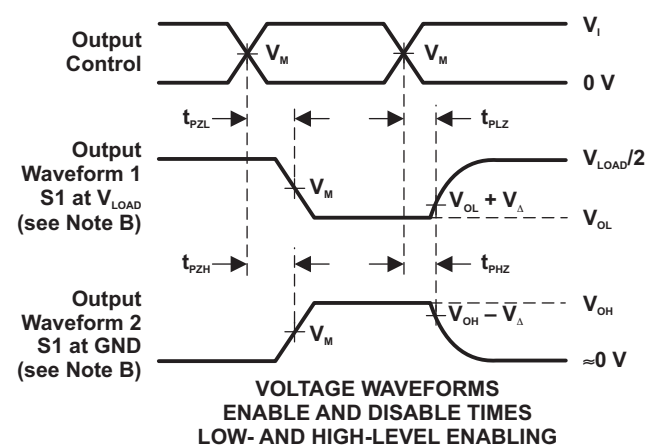 Output
Control
V_M
V_M
V_I
0 V
t_PZL
t_PLZ
Output
Waveform 1
S1 at V_LOAD
(see Note B)
V_M
V_OL + V_Δ
V_LOAD/2
V_OL
t_PZH
t_PHZ
Output
Waveform 2
S1 at GND
(see Note B)
V_M
V_OH – V_Δ
V_OH
≈0 V
VOLTAGE WAVEFORMS
ENABLE AND DISABLE TIMES
LOW- AND HIGH-LEVEL ENABLING